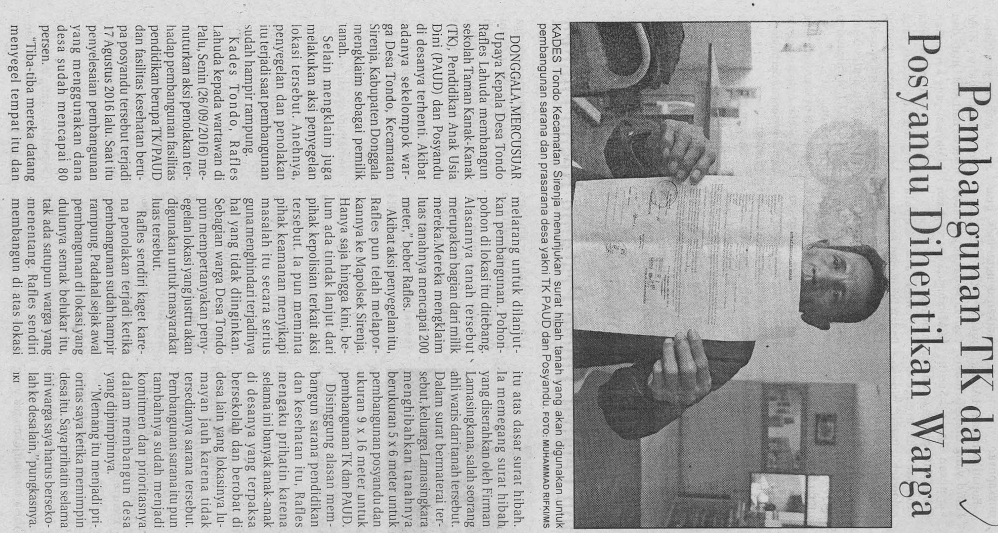 Pembangunan TK dan
Posyandu Dihentikan Warga
KADES Tondo Kecamatan Sirenja menunjukan surat hibah tanah yang akan digunakan untuk
pembangunan sarana dan prasarana desa yakni TK PAUD dan Posyandu FOTO: MUHAMMAD RIFKI/MS
DONGGALA, MERCUSUAR
- Upaya Kepala Desa Tondo
Rafles Lahuda membangun
sekolah Taman Kanak-Kanak
(TK), Pendidikan Anak Usia
Dini (PAUD) dan Posyandu
di desanya terhenti. Akibat
adanya sekelompok war-
ga Desa Tondo, Kecamatan
Sirenja, Kabupaten Donggala
mengklaim sebagai pemilik
tanah.
Selain mengklaim juga
melakukan aksi penyegelan
lokasi tersebut. Anehnya,
penyegelan dan penolakan
itu terjadi saat pembangunan
sudah hampir rampung.
Kades Tondo, Rafles
Lahuda kepada wartawan di
Palu, Senin (26/09/2016) me-
nuturkan aksi penolakan ter-
hadap pembangunan fasilitas
pendidikan berupa TK/PAUD
dan fasilitas kesehatan beru-
pa posyandu tersebut terjadi
17 Agustus 2016 lalu. Saat itu
penyelesaian pembangunan
yang menggunakan dana
desa sudah mencapai 80
persen.
"Tiba-tiba mereka datang
menyegel tempat itu dan
melarang untuk dilanjut-
kan pembangunan. Pohon-
pohon di lokasi itu ditebang.
Alasannya tanah tersebut
merupakan bagian dari milik
mereka. Mereka mengklaim
luas tanahnya mencapai 200
meter," beber Rafles.
Akibat aksi penyegelan itu,
Rafles pun telah melapor-
kannya ke Mapolsek Sirenja.
Hanya saja hingga kini, be-
lum ada tindak lanjut dari
pihak kepolisian terkait aksi
tersebut. Ia pun meminta
pihak keamanan menyikapi
masalah itu secara serius
guna menghindari terjadinya
hal yang tidak diinginkan.
Sebagian warga Desa Tondo
pun mempertanyakan peny-
egelan lokasi yang justru akan
digunakan untuk masyarakat
luas tersebut.
Rafles sendiri kaget kare-
na penolakan terjadi ketika
pembangunan sudah hampir
rampung. Padahal sejak awal
pembangunan di lokasi, yang
dulunya semak belukar itu,
tak ada satupun warga yang
menentang. Rafles sendiri
membangun di atas lokasi
itu atas dasar surat hibah.
Ia memegang surat hibah,
yang diserahkan oleh Firman
Lamasingkana, salah seorang
ahli waris dari tanah tersebut.
Dalam surat bermaterai ter-
sebut, keluarga Lamasingkara
menghibahkan tanahnya
berukuran 5 x 6 meter untuk
pembangunan posyandu dan
ukuran 9 x 16 meter untuk
pembangunan TK dan PAUD.
Disinggung alasan mem-
bangun sarana pendidikan
dan kesehatan itu, Rafles
mengaku prihatin karena
selama ini banyak anak-anak
di desanya yang terpaksa
bersekolah dan berobat di
desa lain yang lokasinya lu-
mayan jauh karena tidak
tersedianya sarana tersebut.
Pembangunan sarana itu pun
tambahnya sudah menjadi
komitmen dan prioritasnya
dalam membangun desa
yang dipimpinnya.
"Memang itu menjadi pri-
oritas saya kerika memimpin
desa itu. Saya prihatin selama
ini warga saya harus berseko-
lah ke desa lain," pungkasnya.
IKI